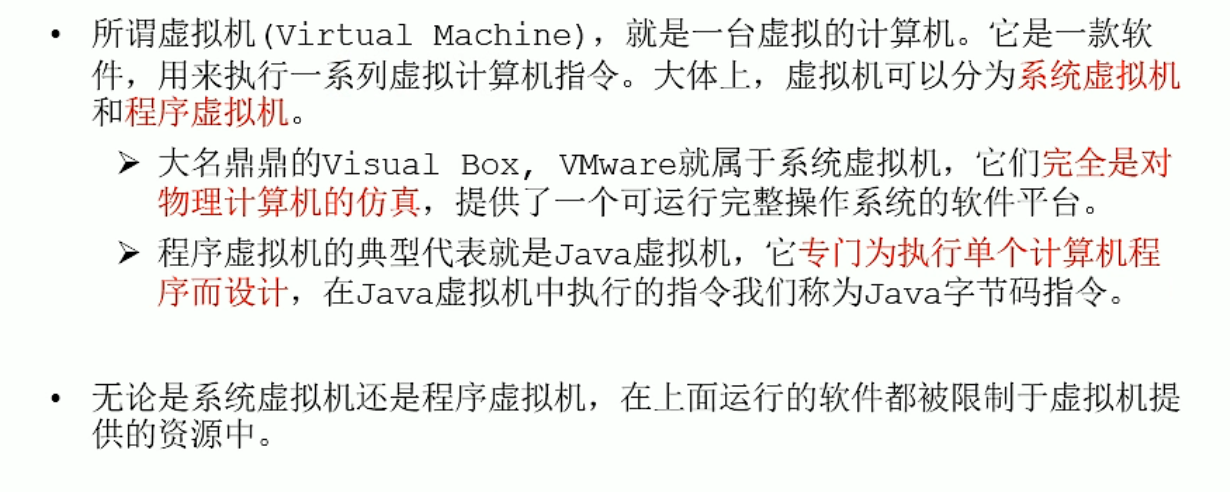 • 所谓虚拟机(Virtual Machine)，就是一台虚拟的计算机。它是一款软
件，用来执行一系列虚拟计算机指令。大体上，虚拟机可以分为系统虚拟机
和程序虚拟机。
➢ 大名鼎鼎的Visual Box, VMware就属于系统虚拟机，它们完全是对
物理计算机的仿真，提供了一个可运行完整操作系统的软件平台。
➢ 程序虚拟机的典型代表就是Java虚拟机，它专门为执行单个计算机程
序而设计，在Java虚拟机中执行的指令我们称为Java字节码指令。
• 无论是系统虚拟机还是程序虚拟机，在上面运行的软件都被限制于虚拟机提
供的资源中。